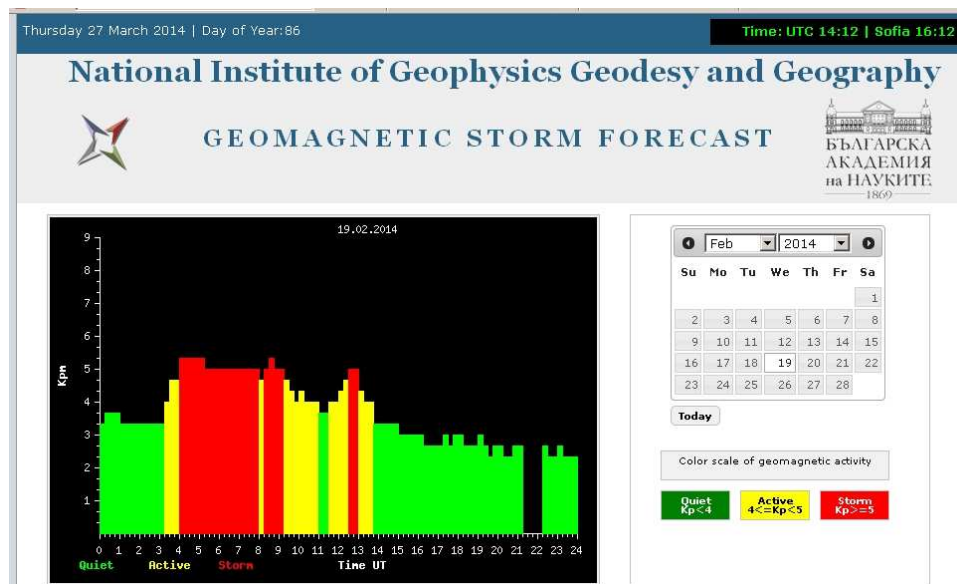 Thursday 27 March 2014 | Day of Year:86
Time: UTC 14:12 | Sofia 16:12
National Institute of Geophysics Geodesy and Geography
GEOMAGNETIC STORM FORECAST
БЪЛГАРСКА
АКАДЕМИЯ
на НАУКИТЕ
1869
19.02.2014
9
8
7
6
5
4
3
2
1
Kpm
0 1 2 3 4 5 6 7 8 9 10 11 12 13 14 15 16 17 18 19 20 21 22 23 24
Quiet Active Storm Time UT
Feb 2014
Su Mo Tu We Th Fr Sa
1
2 3 4 5 6 7 8
9 10 11 12 13 14 15
16 17 18 19 20 21 22
23 24 25 26 27 28
Today
Color scale of geomagnetic activity
Quiet
Kp<4
Active
4<=Kp<5
Storm
Kp>=5